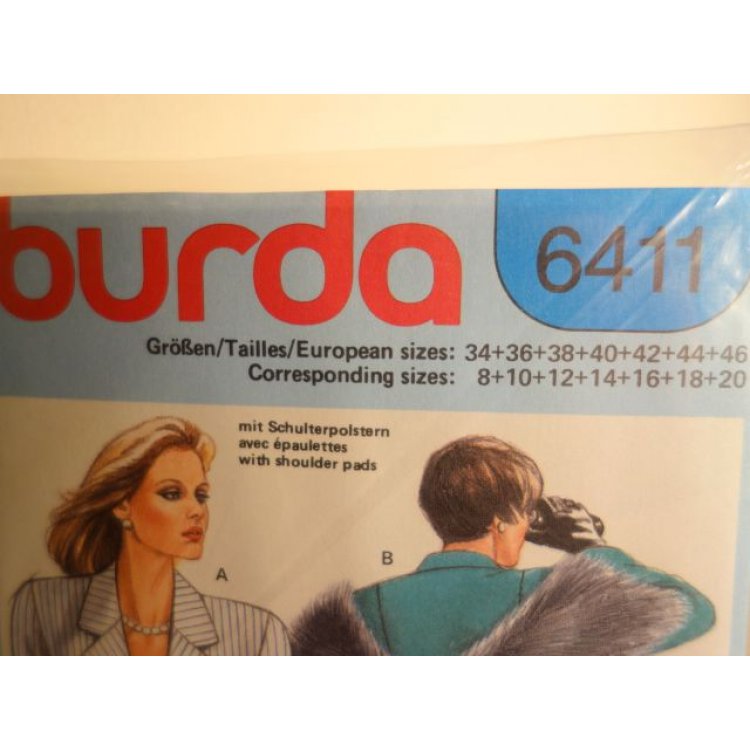 burda
6411
Größen/Tailles/European sizes: 34+36+38+40+42+44+46
Corresponding sizes: 8+10+12+14+16+18+20
mit Schulterpolstern
avec épaulettes
with shoulder pads
A
B